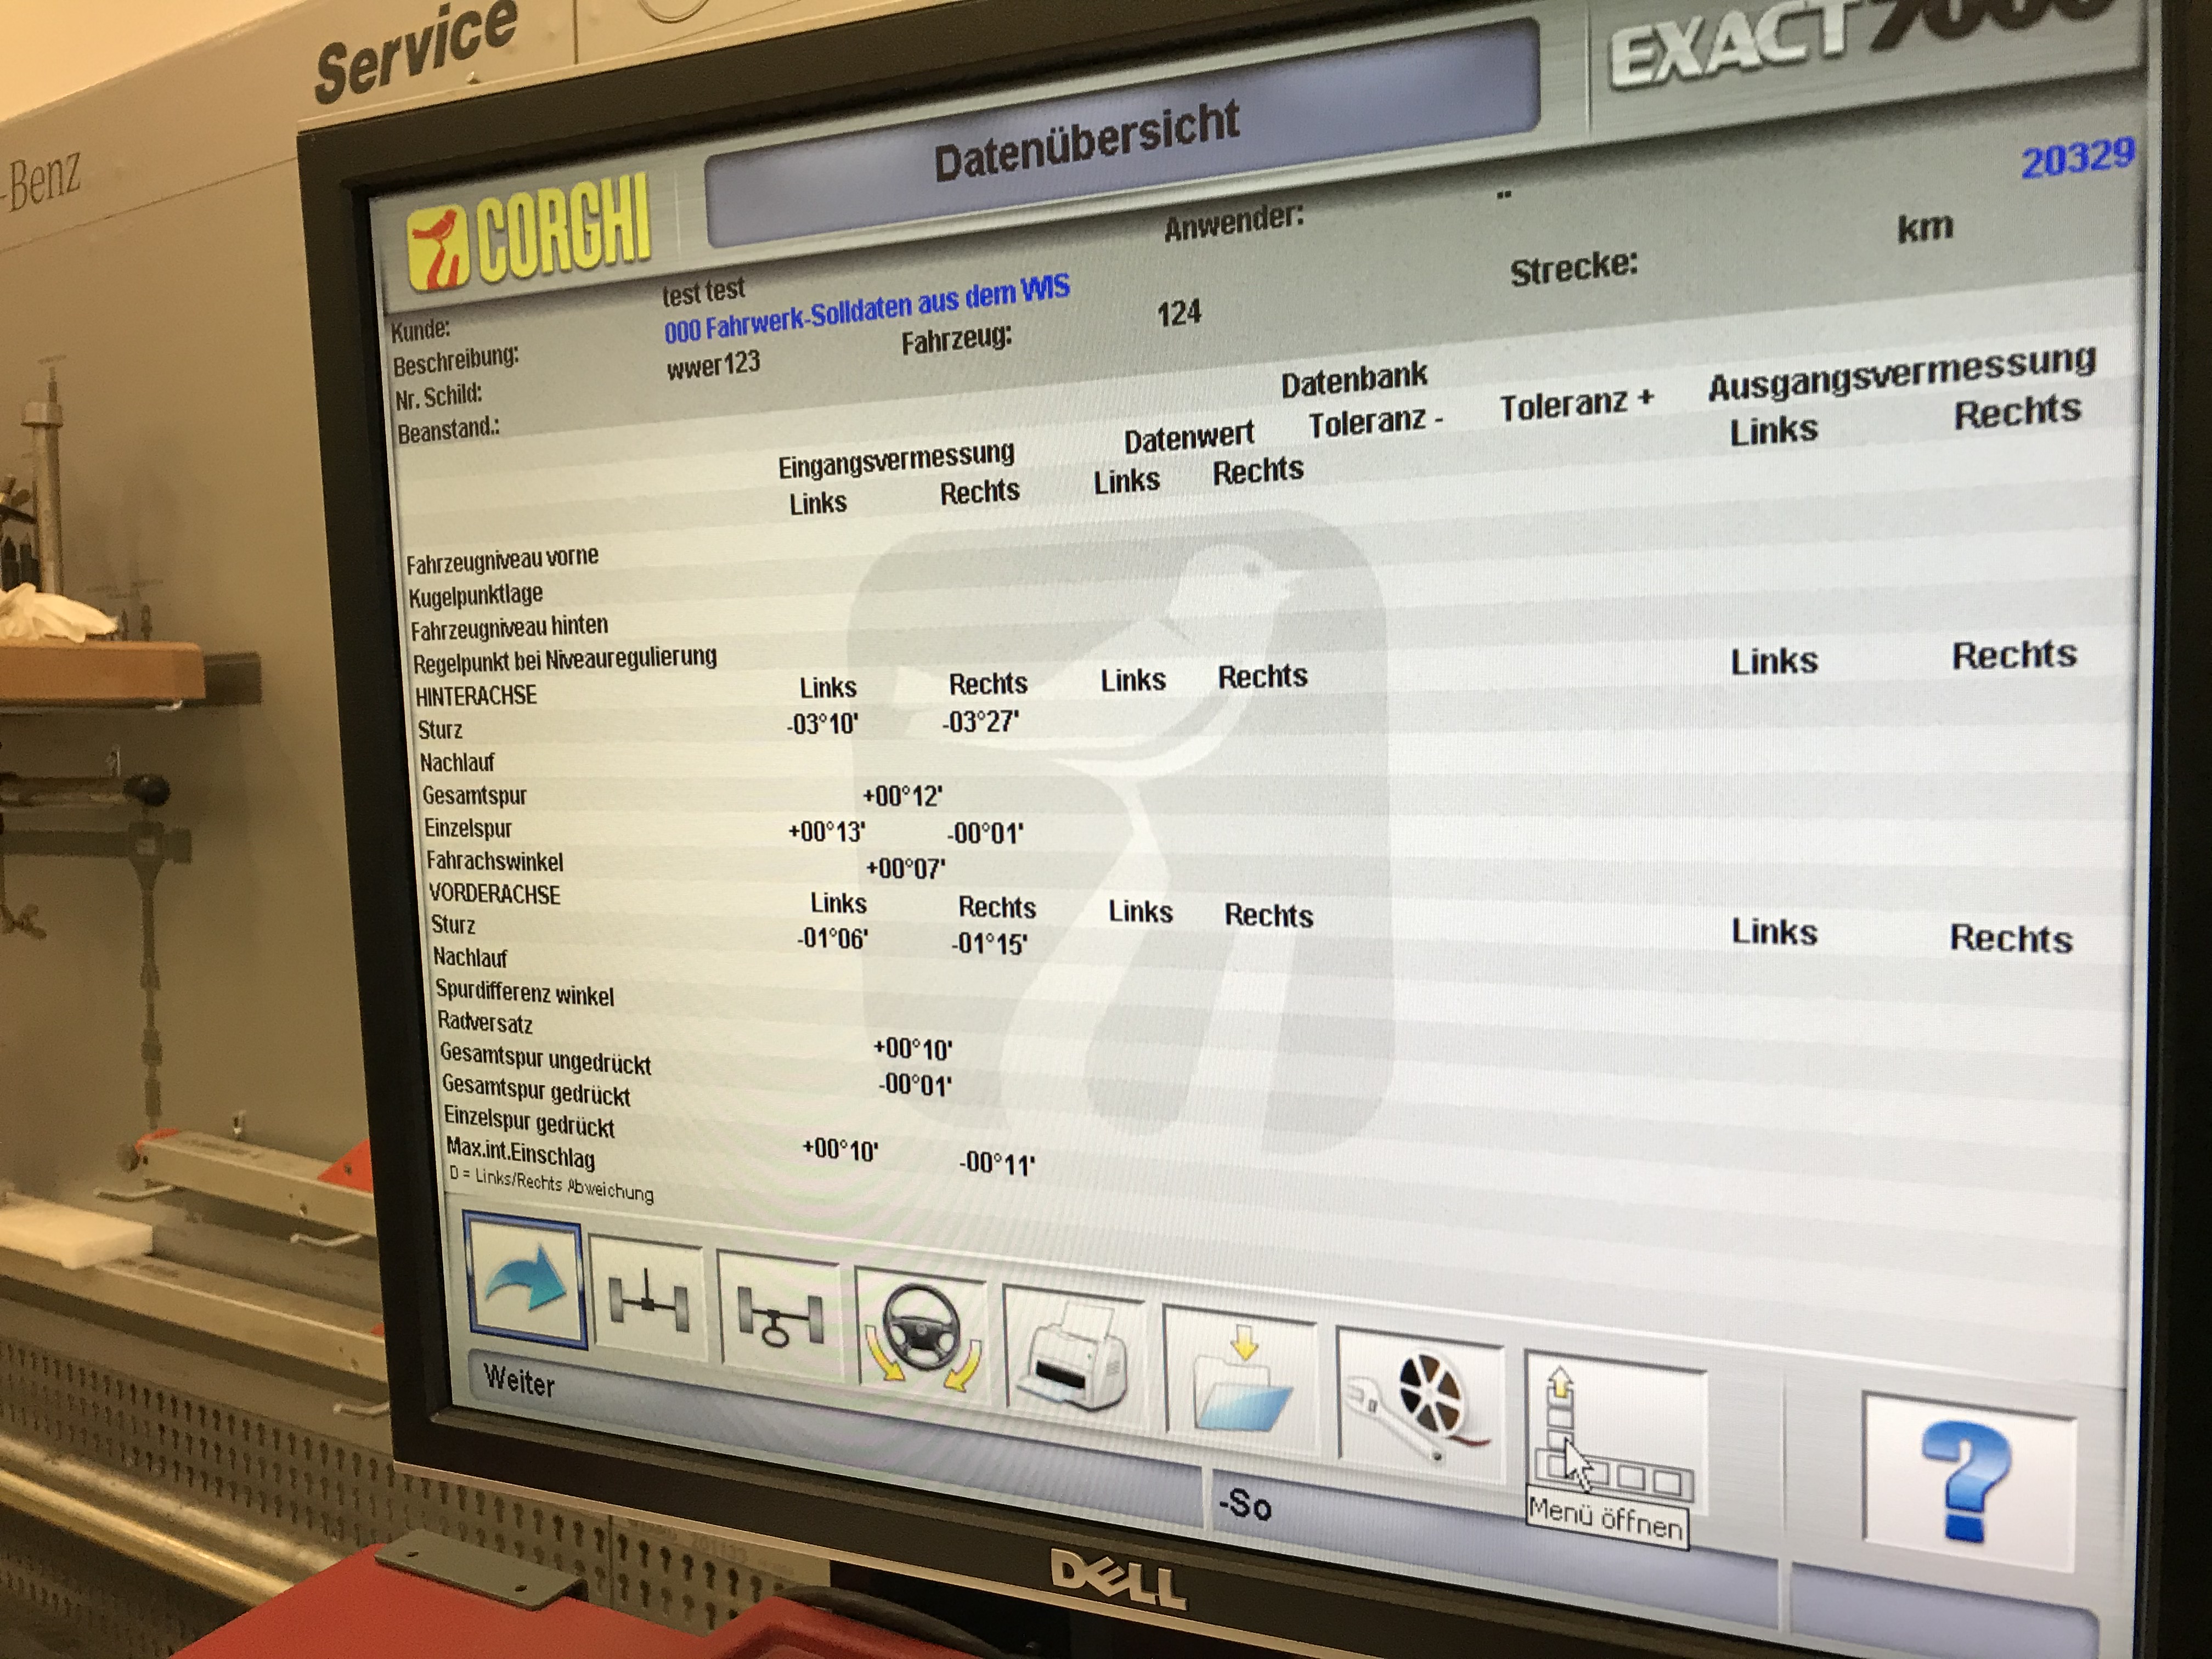 Service
-Benz
EXACT 7000
CORGHI
Datenübersicht
20329
Kunde: test test Anwender: ..
Beschreibung: 000 Fahrwerk-Solldaten aus dem WIS Strecke: km
Nr. Schild: wwer123 Fahrzeug: 124
Beanstand.:
Datenbank
Eingangsvermessung Datenwert Toleranz - Toleranz + Ausgangsvermessung
Links Rechts Links Rechts Links Rechts
Fahrzeugniveau vorne
Kugelpunktlage
Fahrzeugniveau hinten
Regelpunkt bei Niveauregulierung
HINTERACHSE Links Rechts Links Rechts Links Rechts
Sturz -03°10' -03°27'
Nachlauf
Gesamtspur +00°12'
Einzelspur +00°13' -00°01'
Fahrachswinkel +00°07'
VORDERACHSE Links Rechts Links Rechts Links Rechts
Sturz -01°06' -01°15'
Nachlauf
Spurdifferenz winkel
Radversatz
Gesamtspur ungedrückt +00°10'
Gesamtspur gedrückt -00°01'
Einzelspur gedrückt +00°10' -00°11'
Max.int.Einschlag
D = Links/Rechts Abweichung
Weiter
-So
Menü öffnen
?
DELL